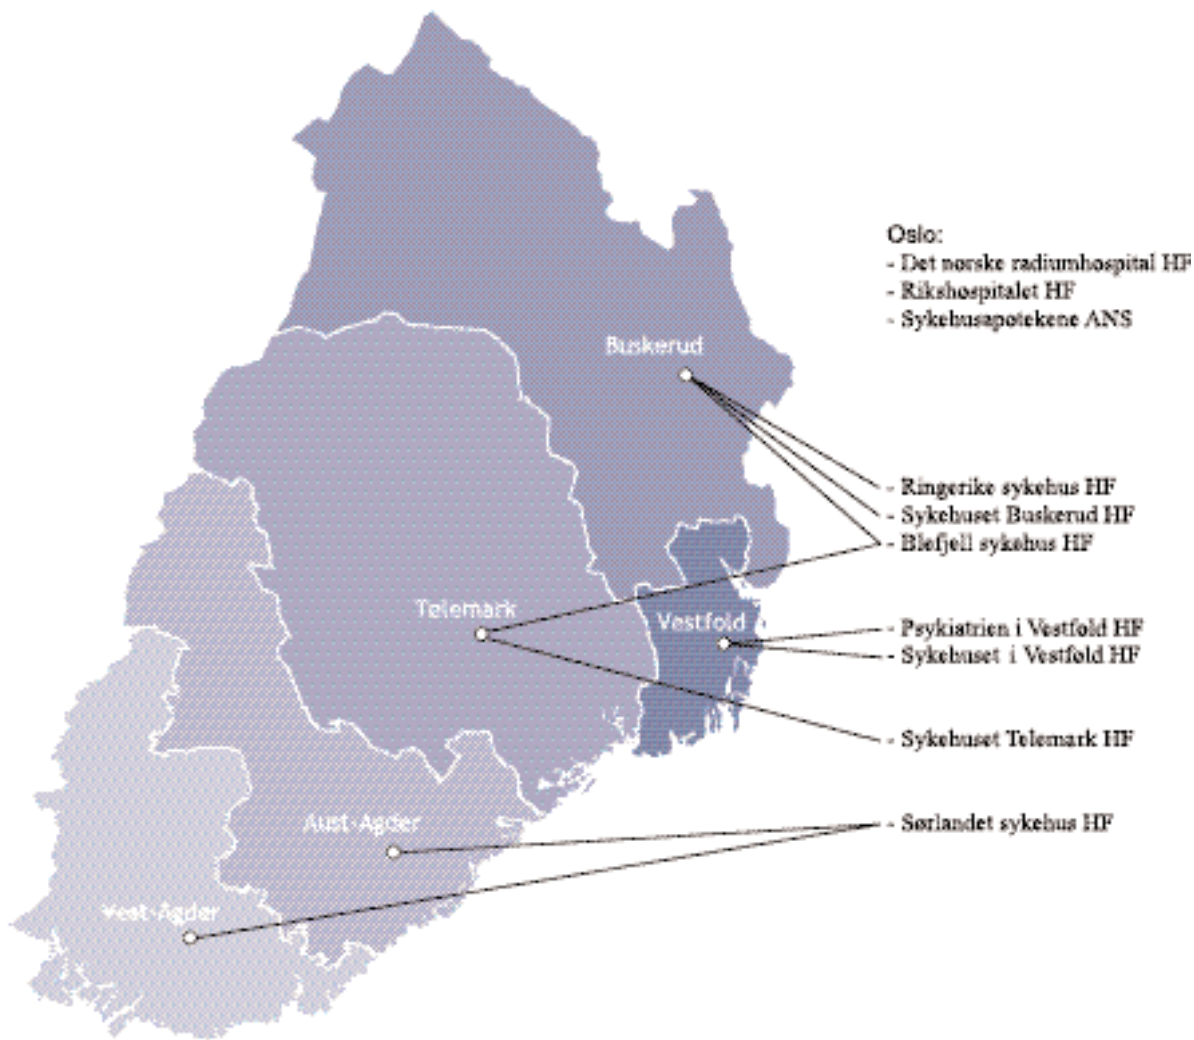 Oslo:
- Det norske radiumhospital HF
- Rikshospitalet HF
- Sykehusapotekene ANS
Buskerud
- Ringerike sykehus HF
- Sykehuset Buskerud HF
- Blefjell sykehus HF
Telemark
Vestfold
- Psykiatrien i Vestfold HF
- Sykehuset i Vestfold HF
- Sykehuset Telemark HF
Aust-Agder
- Sørlandet sykehus HF
Vest-Agder